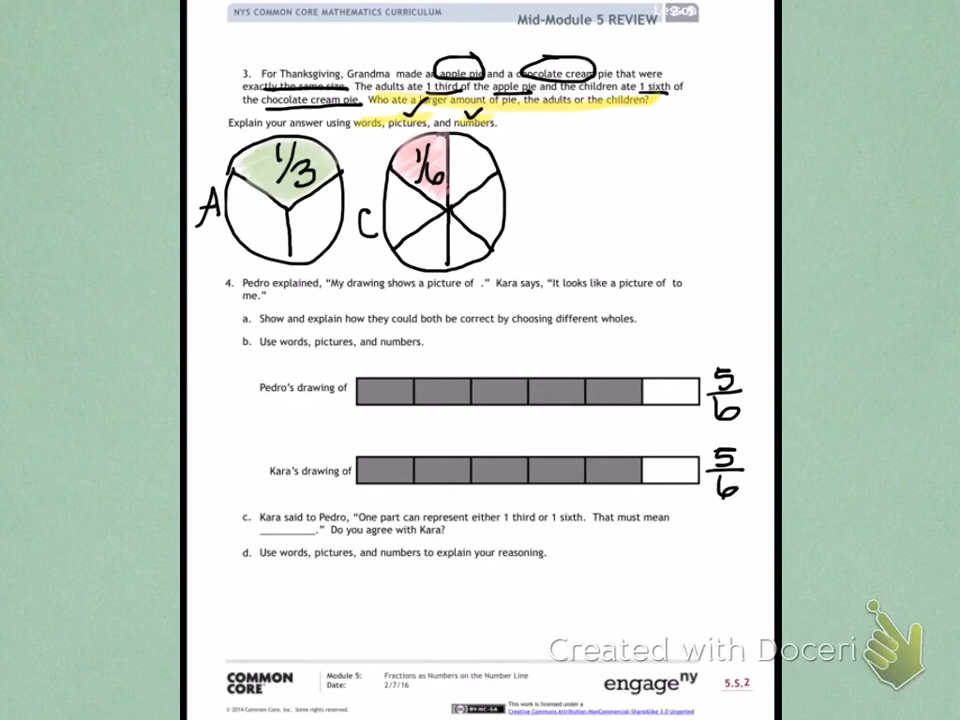 NYS COMMON CORE MATHEMATICS CURRICULUM
Mid-Module 5 REVIEW
3. For Thanksgiving, Grandma made an apple pie and a chocolate cream pie that were
exactly the same size. The adults ate 1 third of the apple pie and the children ate 1 sixth of
the chocolate cream pie. Who ate a larger amount of pie, the adults or the children?
Explain your answer using words, pictures, and numbers.
A 1/3 C 1/6
4. Pedro explained, “My drawing shows a picture of .” Kara says, “It looks like a picture of to
me.”
a. Show and explain how they could both be correct by choosing different wholes.
b. Use words, pictures, and numbers.
Pedro’s drawing of 5/6
Kara’s drawing of 5/6
c. Kara said to Pedro, “One part can represent either 1 third or 1 sixth. That must mean
__________.” Do you agree with Kara?
d. Use words, pictures, and numbers to explain your reasoning.
Created with Doceri
COMMON CORE
Module 5: Fractions as Numbers on the Number Line
Date: 2/7/16
engage ny
5.S.2
© 2014 Common Core, Inc. Some rights reserved.
This work is licensed under a
Creative Commons Attribution-NonCommercial-ShareAlike 3.0 Unported